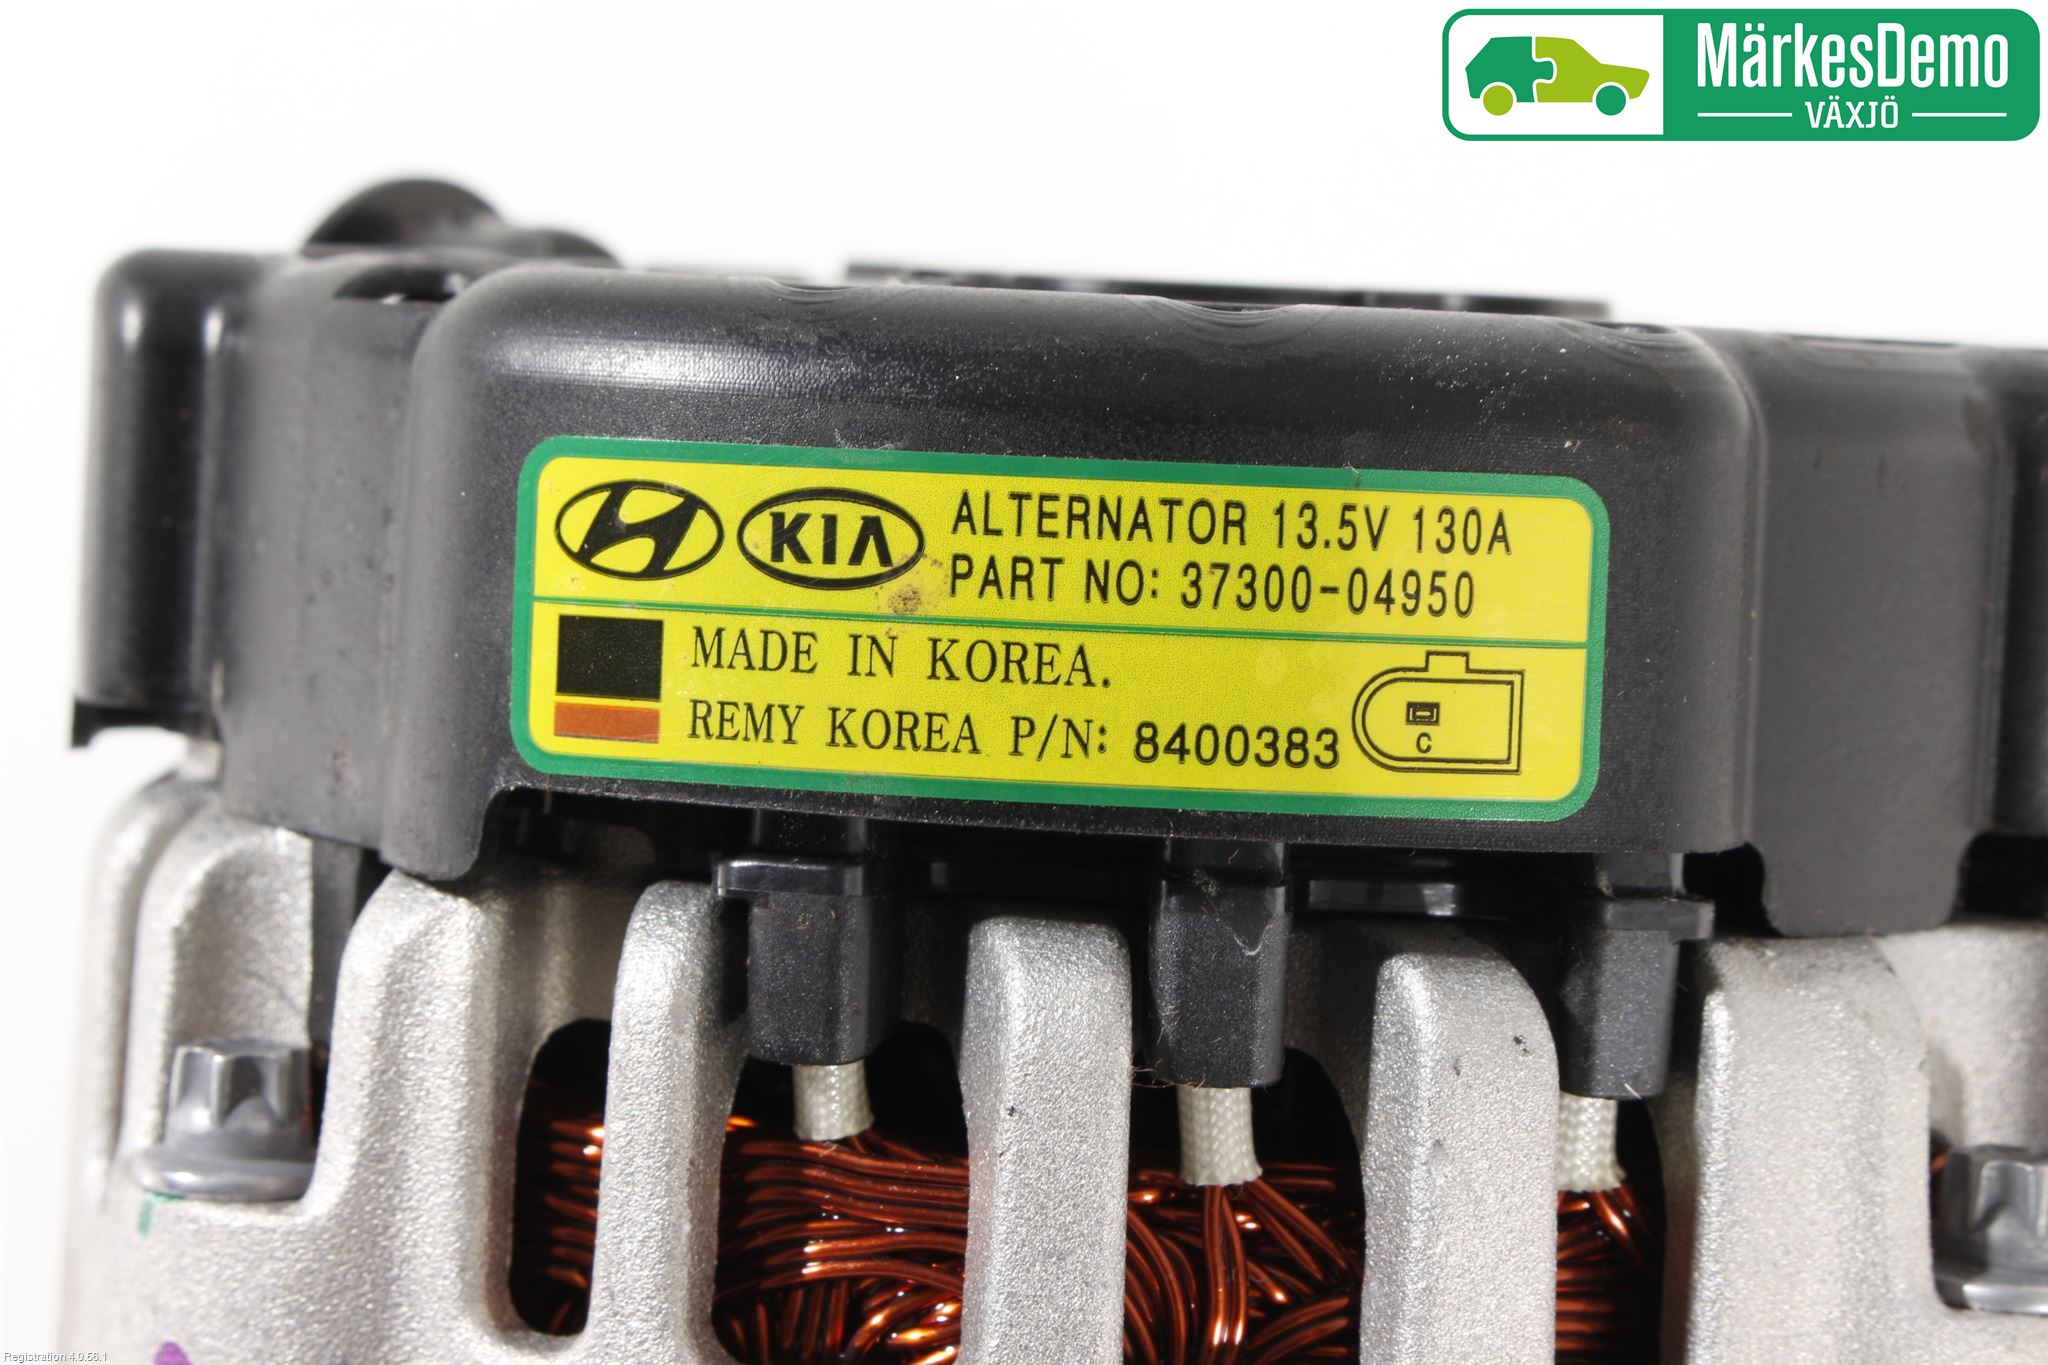 MärkesDemo
VÄXJÖ
KIA
ALTERNATOR 13.5V 130A
PART NO: 37300-04950
MADE IN KOREA.
REMY KOREA P/N: 8400383
C
Registration 4.0.56.1